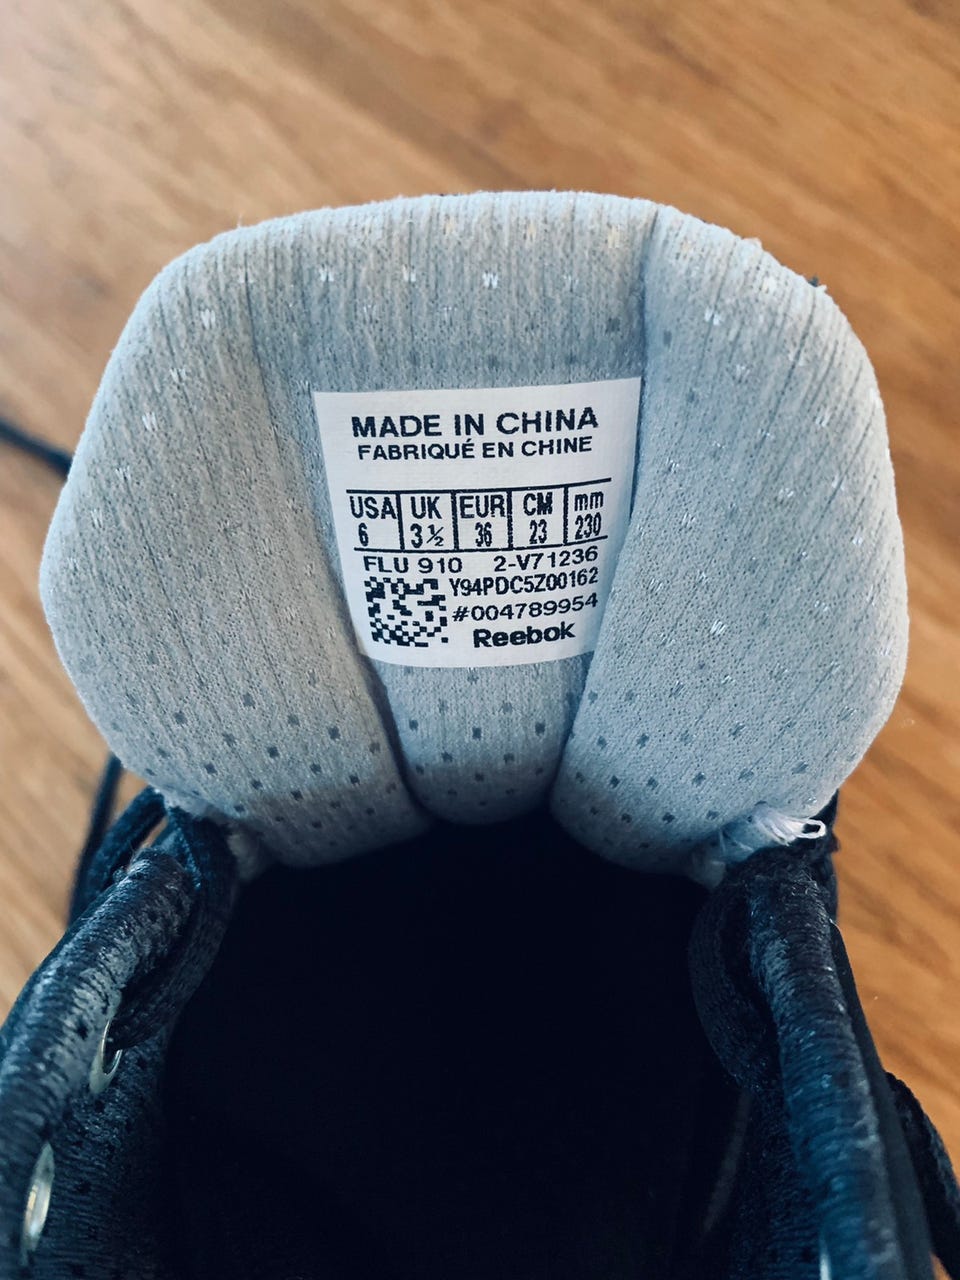 MADE IN CHINA
FABRIQUÉ EN CHINE
USA UK EUR CM mm
6 3½ 36 23 230
FLU 910 2-V71236
Y94PDC5Z00162
#004789954
Reebok